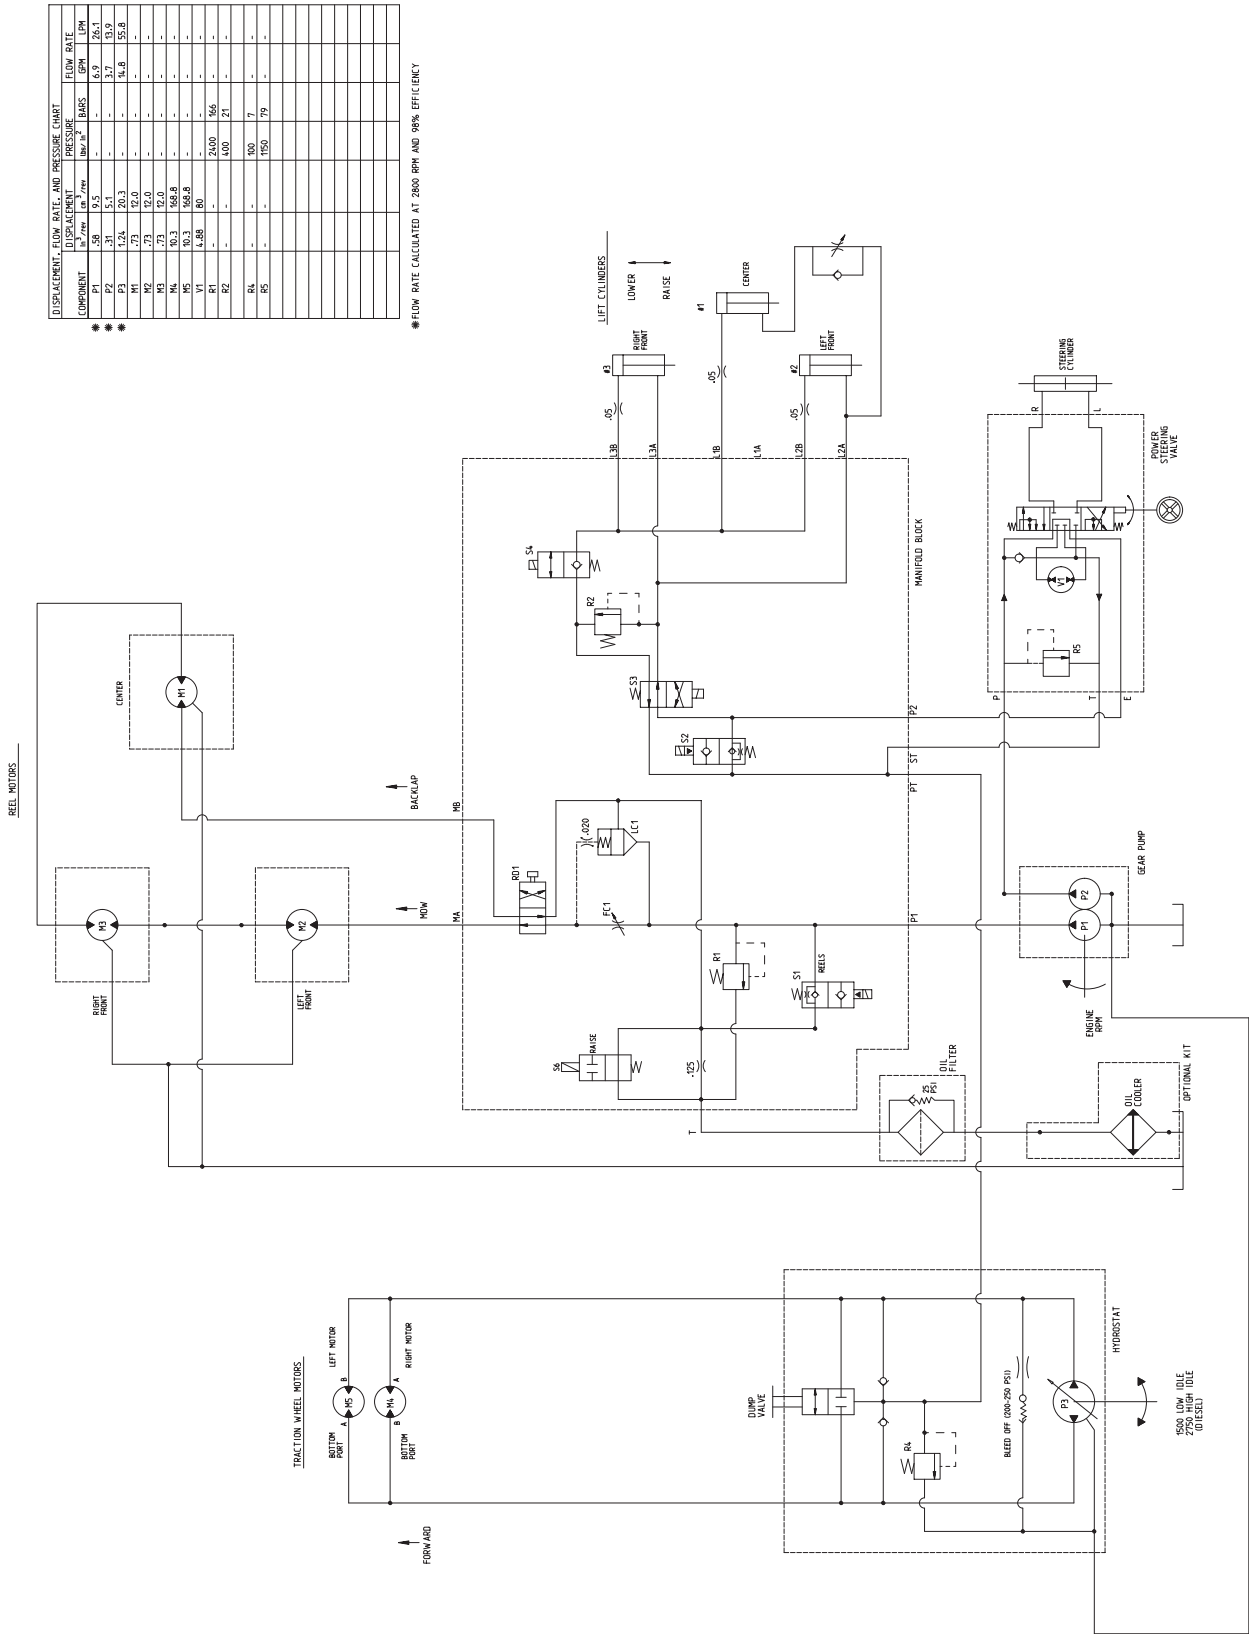 DISPLACEMENT, FLOW RATE, AND PRESSURE CHART
DISPLACEMENT PRESSURE FLOW RATE
COMPONENT in³/rev cm³/rev lbs/in² BARS GPM LPM
✱ P1 .58 9.5 - - 6.9 26.1
✱ P2 .31 5.1 - - 3.7 13.9
✱ P3 1.24 20.3 - - 14.8 55.8
M1 .73 12.0 - - - -
M2 .73 12.0 - - - -
M3 .73 12.0 - - - -
M4 10.3 168.8 - - - -
M5 10.3 168.8 - - - -
V1 4.88 80 - - - -
R1 - - 2400 166 - -
R2 - - 400 21 - -
R4 - - 100 7 - -
R5 - - 1150 79 - -
✱ FLOW RATE CALCULATED AT 2800 RPM AND 98% EFFICIENCY
REEL MOTORS
RIGHT
FRONT
M3
LEFT
FRONT
M2
CENTER
M1
MOW
BACKLAP
MA
MB
LIFT CYLINDERS
LOWER
RAISE
#3
RIGHT
FRONT
#1
CENTER
#2
LEFT
FRONT
.05
.05
.05
L3B
L3A
L1B
L1A
L2B
L2A
MANIFOLD BLOCK
S4
R2
S3
S2
RD1
.020
LC1
FC1
R1
S1
REELS
S6
RAISE
.125
T
P1
PT
ST
P2
OIL
FILTER
25
PSI
OPTIONAL KIT
OIL
COOLER
GEAR PUMP
P1
P2
ENGINE
RPM
POWER
STEERING
VALVE
P
T
E
R5
V1
R
L
STEERING
CYLINDER
TRACTION WHEEL MOTORS
LEFT MOTOR
B
M5
A
BOTTOM
PORT
RIGHT MOTOR
A
M4
B
BOTTOM
PORT
FORWARD
HYDROSTAT
DUMP
VALVE
R4
BLEED OFF (200-250 PSI)
P3
1500 LOW IDLE
2750 HIGH IDLE
(DIESEL)